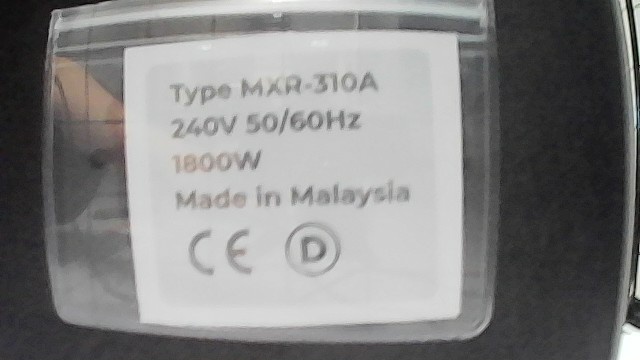 Type MXR-310A
240V 50/60Hz
1800W
Made in Malaysia
CE D